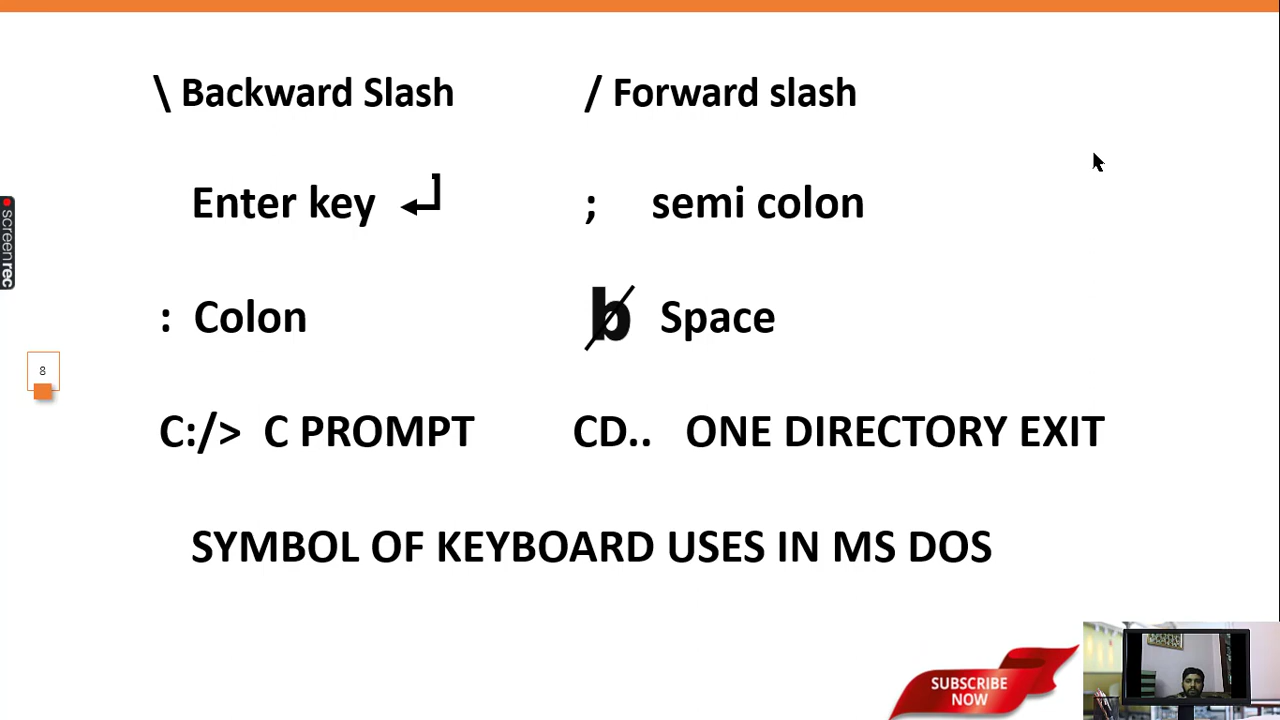 \ Backward Slash / Forward slash
Enter key ; semi colon
: Colon b Space
C:/> C PROMPT CD.. ONE DIRECTORY EXIT
SYMBOL OF KEYBOARD USES IN MS DOS
8
screenrec
SUBSCRIBE
NOW